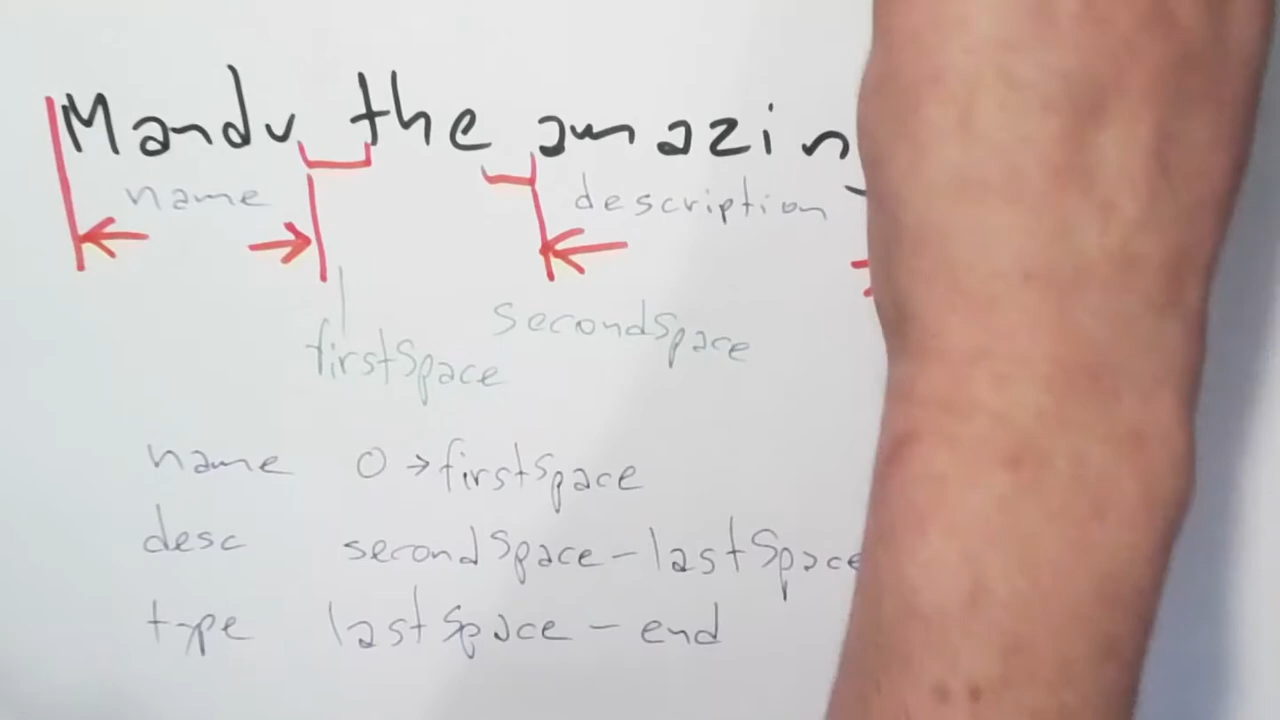 Mandu the amazin
name description
firstSpace secondSpace
name 0 → firstSpace
desc secondSpace - lastSpace
type lastSpace - end